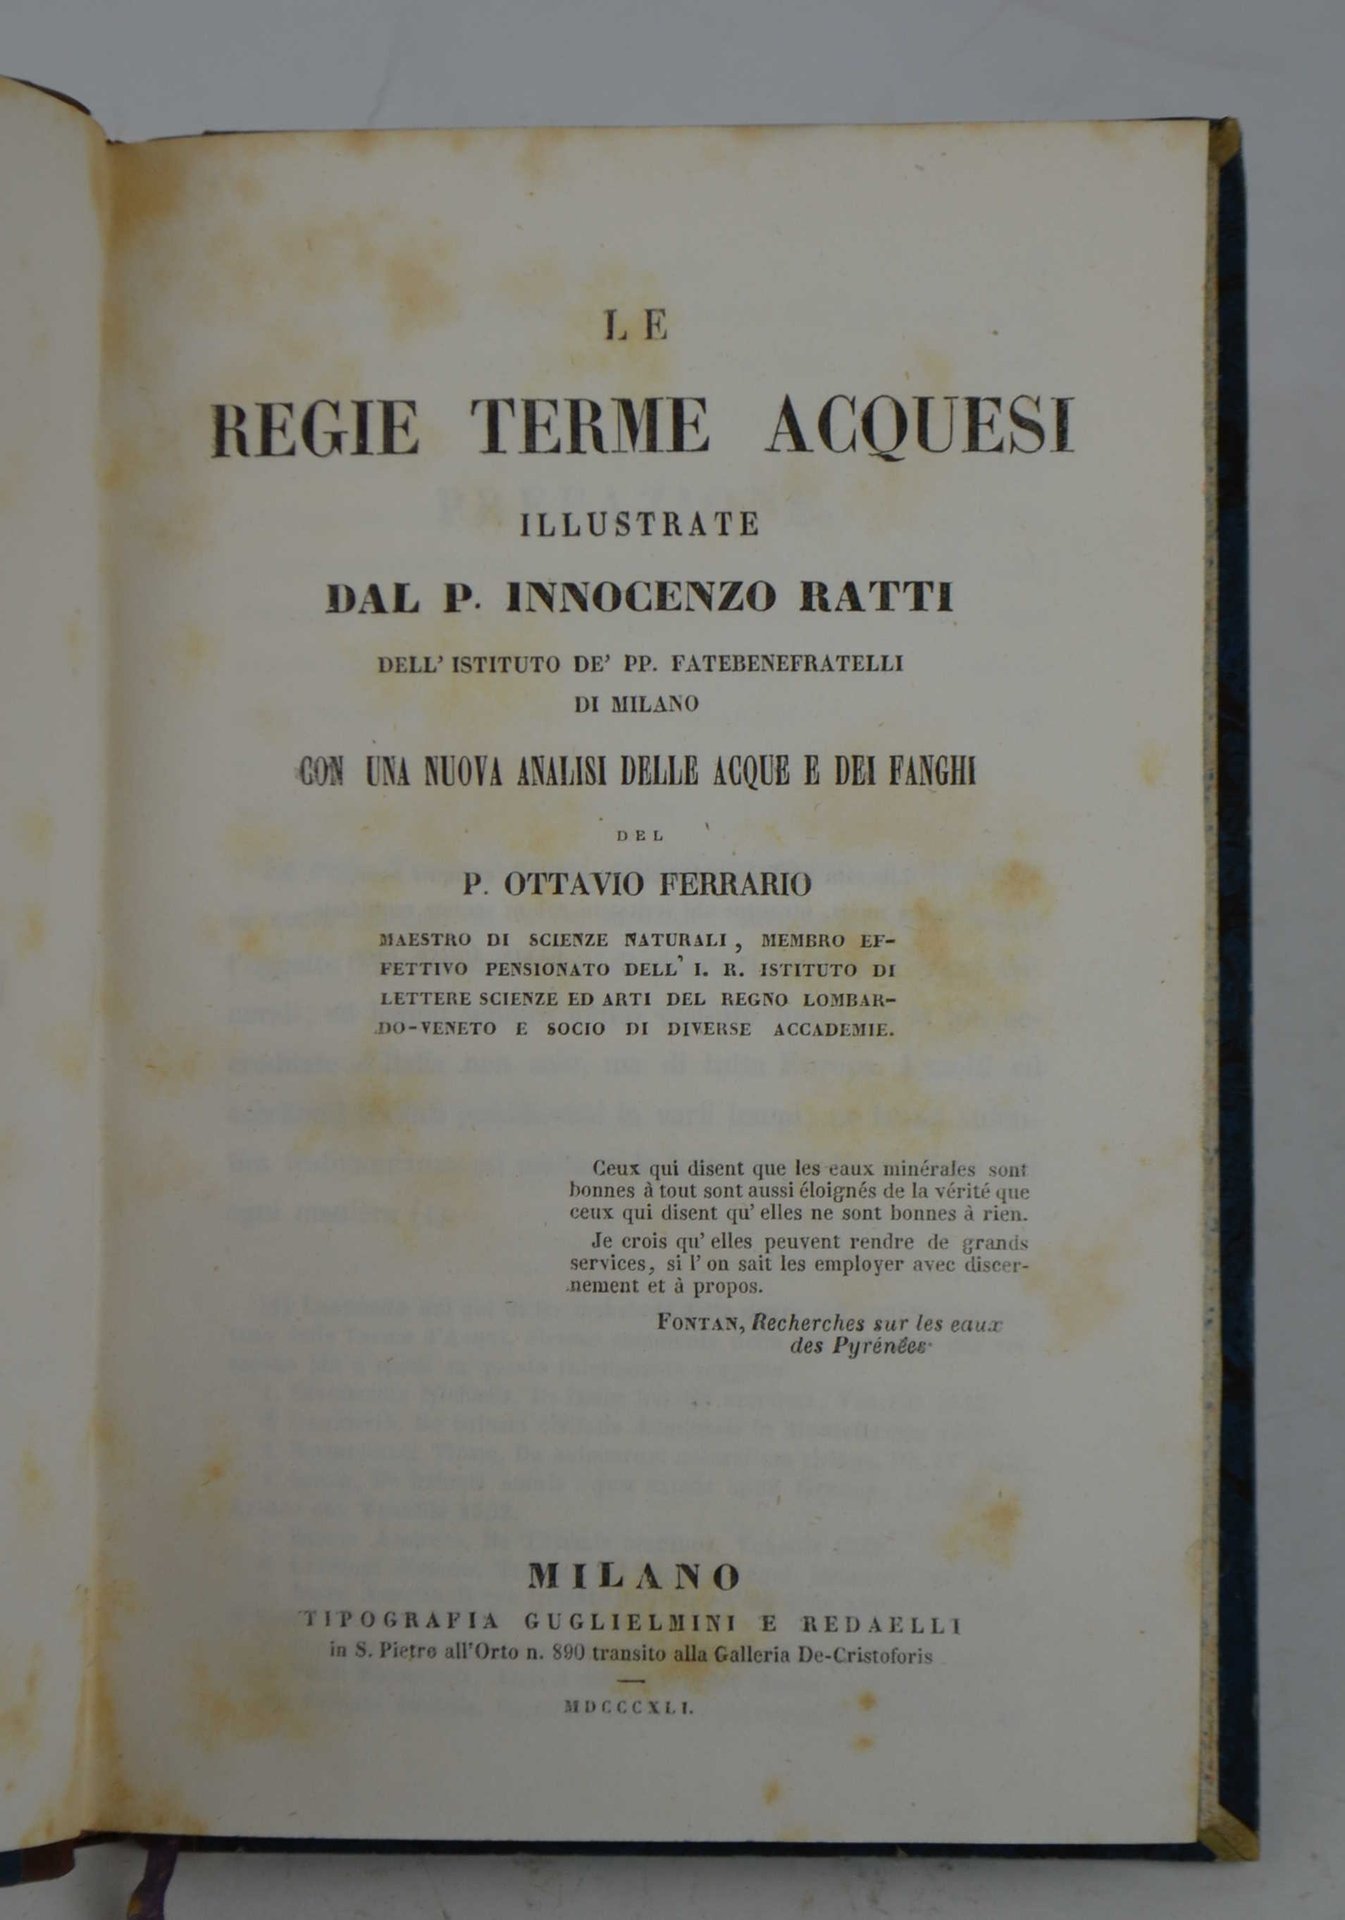 LE
REGIE TERME ACQUESI
ILLUSTRATE
DAL P. INNOCENZO RATTI
DELL' ISTITUTO DE' PP. FATEBENEFRATELLI
DI MILANO
CON UNA NUOVA ANALISI DELLE ACQUE E DEI FANGHI
DEL
P. OTTAVIO FERRARIO
MAESTRO DI SCIENZE NATURALI, MEMBRO EF-
FETTIVO PENSIONATO DELL' I. R. ISTITUTO DI
LETTERE SCIENZE ED ARTI DEL REGNO LOMBAR-
DO-VENETO E SOCIO DI DIVERSE ACCADEMIE.
Ceux qui disent que les eaux minérales sont
bonnes à tout sont aussi éloignés de la vérité que
ceux qui disent qu' elles ne sont bonnes à rien.
Je crois qu' elles peuvent rendre de grands
services, si l' on sait les employer avec discer-
nement et à propos.
FONTAN, Recherches sur les eaux
des Pyrénées
MILANO
TIPOGRAFIA GUGLIELMINI E REDAELLI
in S. Pietro all'Orto n. 890 transito alla Galleria De-Cristoforis
MDCCCXLI.